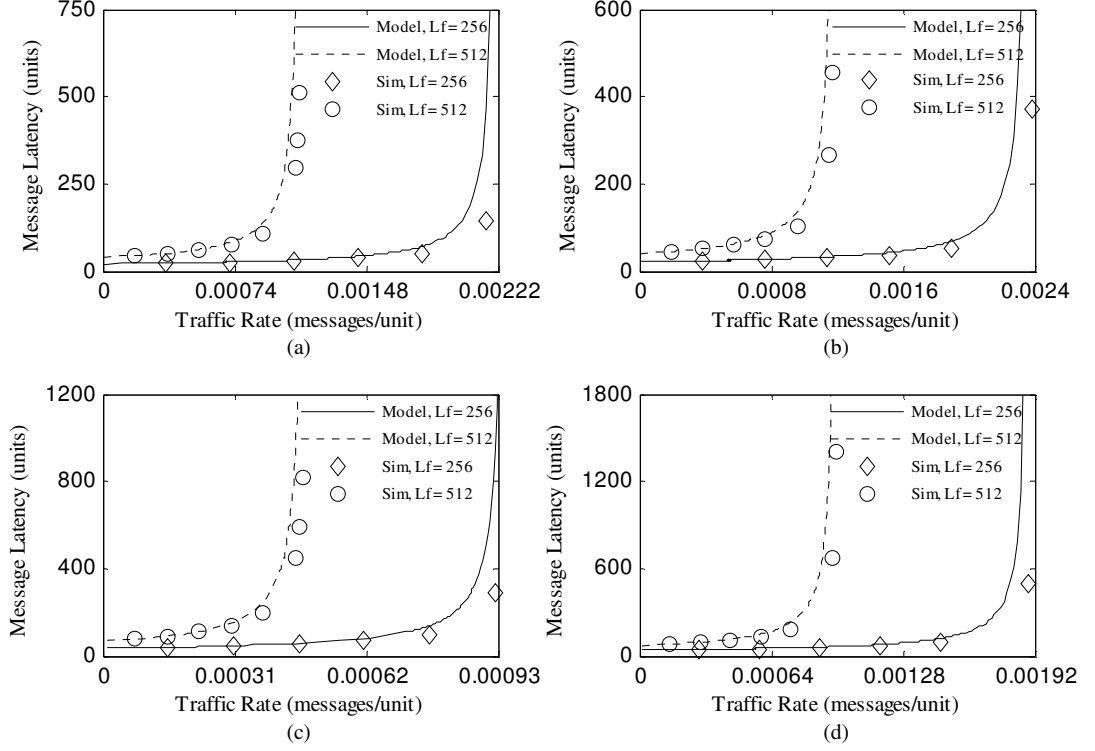 750
500
250
0
Message Latency (units)
Model, Lf=256
Model, Lf=512
Sim, Lf=256
Sim, Lf=512
0 0.00074 0.00148 0.00222
Traffic Rate (messages/unit)
(a)
600
400
200
0
Message Latency (units)
Model, Lf=256
Model, Lf=512
Sim, Lf=256
Sim, Lf=512
0 0.0008 0.0016 0.0024
Traffic Rate (messages/unit)
(b)
1200
800
400
0
Message Latency (units)
Model, Lf=256
Model, Lf=512
Sim, Lf=256
Sim, Lf=512
0 0.00031 0.00062 0.00093
Traffic Rate (messages/unit)
(c)
1800
1200
600
0
Message Latency (units)
Model, Lf=256
Model, Lf=512
Sim, Lf=256
Sim, Lf=512
0 0.00064 0.00128 0.00192
Traffic Rate (messages/unit)
(d)